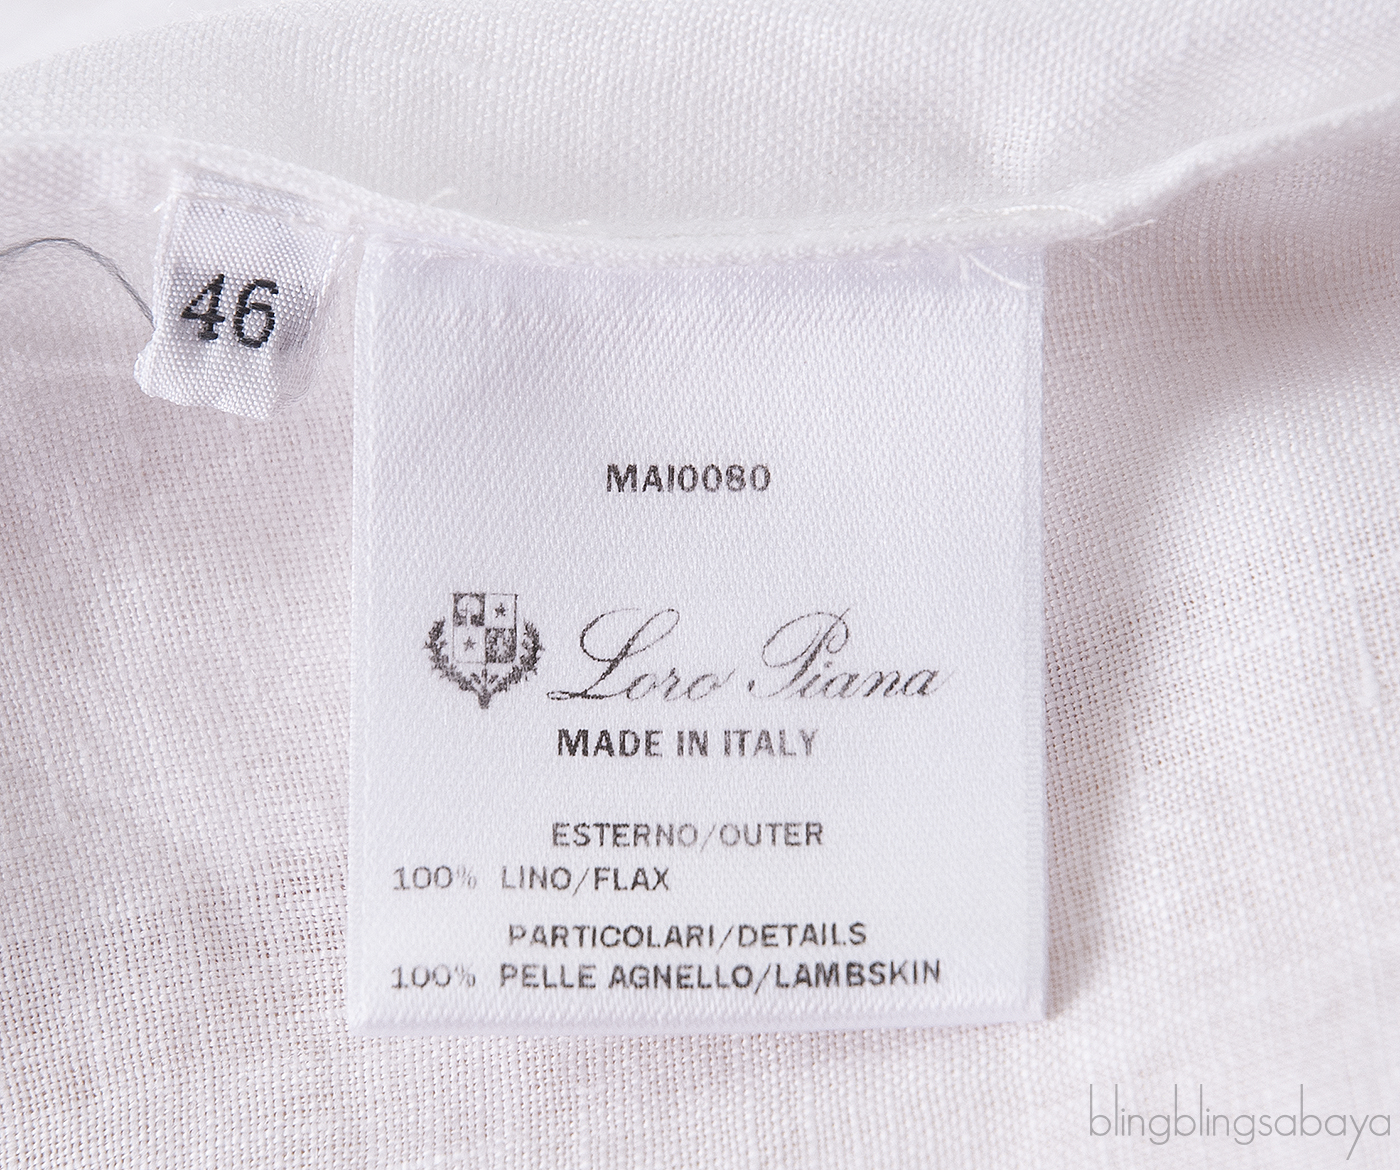 46
MAI0080
Loro Piana
MADE IN ITALY
ESTERNO/OUTER
100% LINO/FLAX
PARTICOLARI/DETAILS
100% PELLE AGNELLO/LAMBSKIN
blingblingsabaya